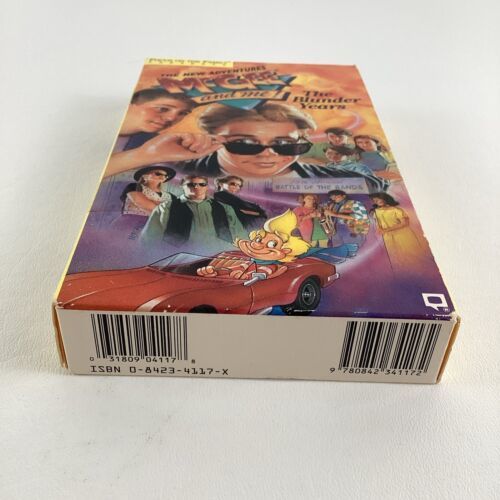 THE NEW ADVENTURES
McGee
and me!
The
Blunder
Years
BATTLE OF THE BANDS
0 31809 04117 8
ISBN 0-8423-4117-X
9 780842 341172